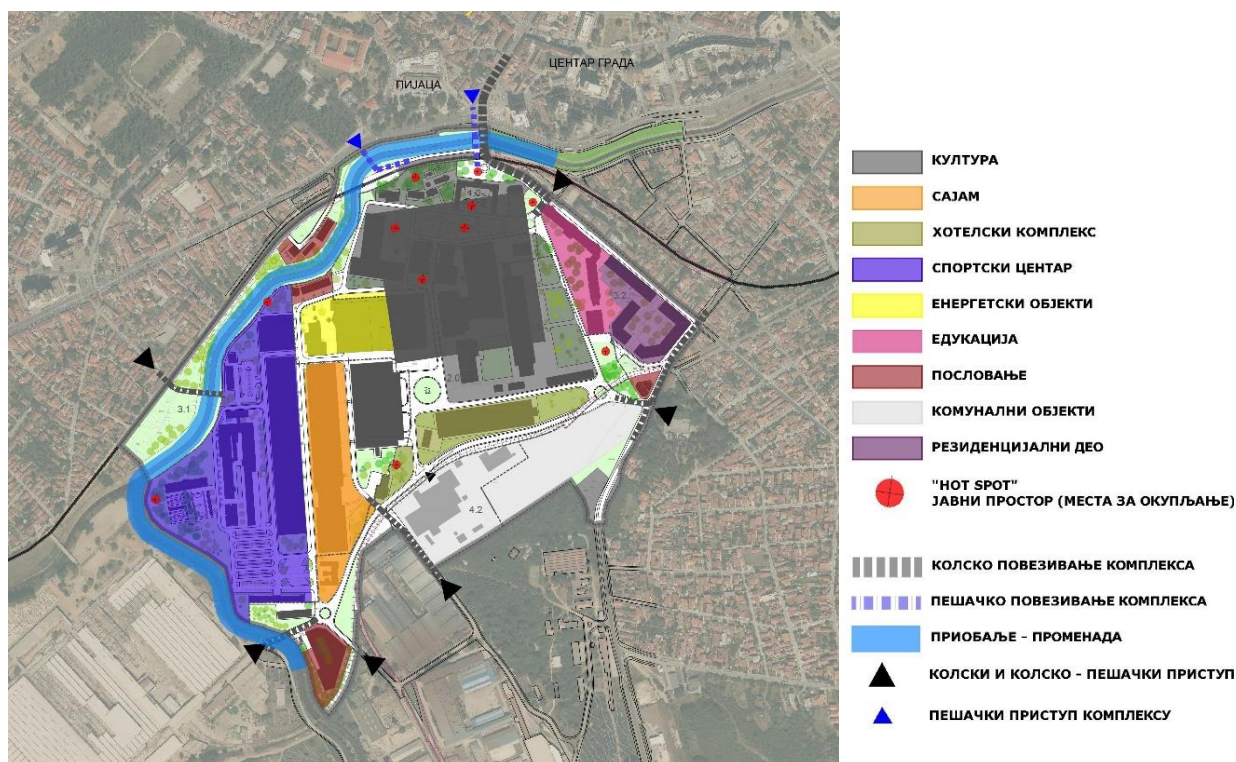 ЦЕНТАР ГРАДА
ПИЈАЦА
4.0
3.2
2.0
3.1
4.2
КУЛТУРА
САЈАМ
ХОТЕЛСКИ КОМПЛЕКС
СПОРТСКИ ЦЕНТАР
ЕНЕРГЕТСКИ ОБЈЕКТИ
ЕДУКАЦИЈА
ПОСЛОВАЊЕ
КОМУНАЛНИ ОБЈЕКТИ
РЕЗИДЕНЦИЈАЛНИ ДЕО
"HOT SPOT"
ЈАВНИ ПРОСТОР (МЕСТА ЗА ОКУПЉАЊЕ)
КОЛСКО ПОВЕЗИВАЊЕ КОМПЛЕКСА
ПЕШАЧКО ПОВЕЗИВАЊЕ КОМПЛЕКСА
ПРИОБАЉЕ – ПРОМЕНАДА
КОЛСКИ И КОЛСКО – ПЕШАЧКИ ПРИСТУП
ПЕШАЧКИ ПРИСТУП КОМПЛЕКСУ